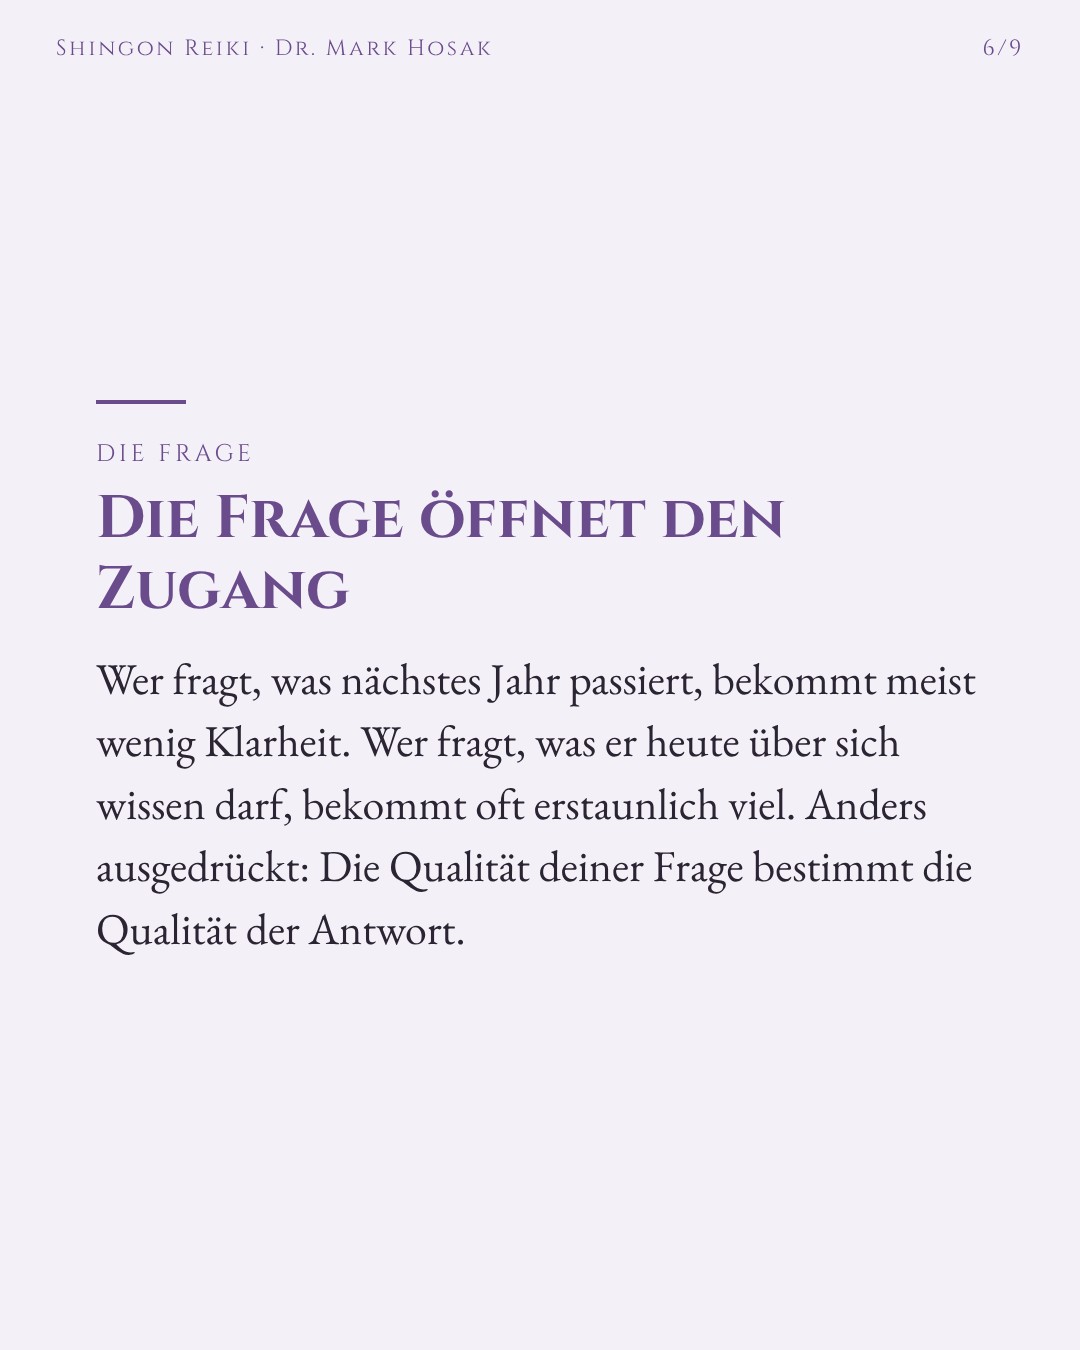 Shingon Reiki · Dr. Mark Hosak
6/9
DIE FRAGE
Die Frage öffnet den
Zugang
Wer fragt, was nächstes Jahr passiert, bekommt meist
wenig Klarheit. Wer fragt, was er heute über sich
wissen darf, bekommt oft erstaunlich viel. Anders
ausgedrückt: Die Qualität deiner Frage bestimmt die
Qualität der Antwort.